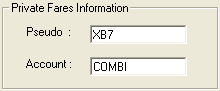 Private Fares Information
Pseudo : XB7
Account : COMBI